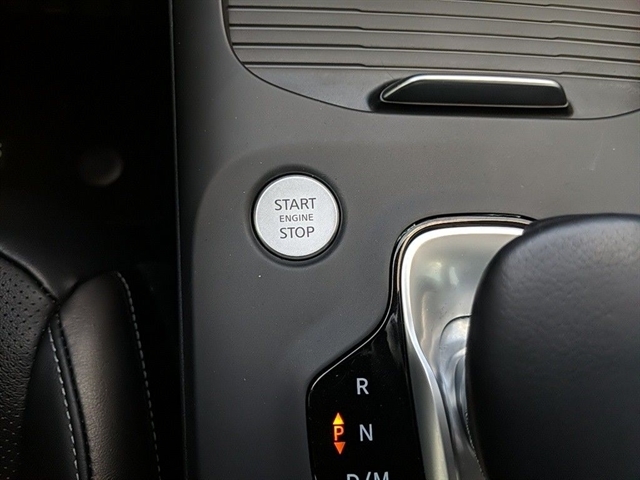 START
ENGINE
STOP
R
P N
D/M